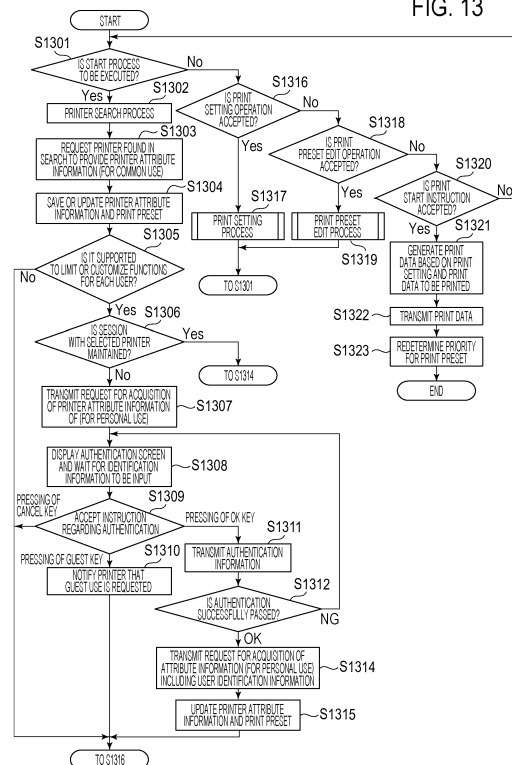 FIG. 13
START
S1301
IS START PROCESS
TO BE EXECUTED?
No
Yes
S1302
PRINTER SEARCH PROCESS
S1303
REQUEST PRINTER FOUND IN
SEARCH TO PROVIDE PRINTER ATTRIBUTE
INFORMATION (FOR COMMON USE)
S1304
SAVE OR UPDATE PRINTER ATTRIBUTE
INFORMATION AND PRINT PRESET
S1305
IS IT SUPPORTED
TO LIMIT OR CUSTOMIZE FUNCTIONS
FOR EACH USER?
No
Yes
S1306
IS SESSION
WITH SELECTED PRINTER
MAINTAINED?
Yes
TO S1314
No
TRANSMIT REQUEST FOR ACQUISITION
OF PRINTER ATTRIBUTE INFORMATION
OF (FOR PERSONAL USE)
S1307
DISPLAY AUTHENTICATION SCREEN
AND WAIT FOR IDENTIFICATION
INFORMATION TO BE INPUT
S1308
S1309
ACCEPT INSTRUCTION
REGARDING AUTHENTICATION
PRESSING OF
CANCEL KEY
PRESSING OF OK KEY
PRESSING OF GUEST KEY
S1310
NOTIFY PRINTER THAT
GUEST USE IS REQUESTED
S1311
TRANSMIT AUTHENTICATION
INFORMATION
S1312
IS AUTHENTICATION
SUCCESSFULLY PASSED?
NG
OK
TRANSMIT REQUEST FOR ACQUISITION OF
ATTRIBUTE INFORMATION (FOR PERSONAL USE)
INCLUDING USER IDENTIFICATION INFORMATION
S1314
UPDATE PRINTER ATTRIBUTE
INFORMATION AND PRINT PRESET
S1315
TO S1316
S1316
IS PRINT
SETTING OPERATION
ACCEPTED?
No
Yes
S1317
PRINT SETTING
PROCESS
TO S1301
S1318
IS PRINT
PRESET EDIT OPERATION
ACCEPTED?
No
Yes
PRINT PRESET
EDIT PROCESS
S1319
S1320
IS PRINT
START INSTRUCTION
ACCEPTED?
No
Yes
S1321
GENERATE PRINT
DATA BASED ON PRINT
SETTING AND PRINT
DATA TO BE PRINTED
S1322
TRANSMIT PRINT DATA
S1323
REDETERMINE PRIORITY
FOR PRINT PRESET
END